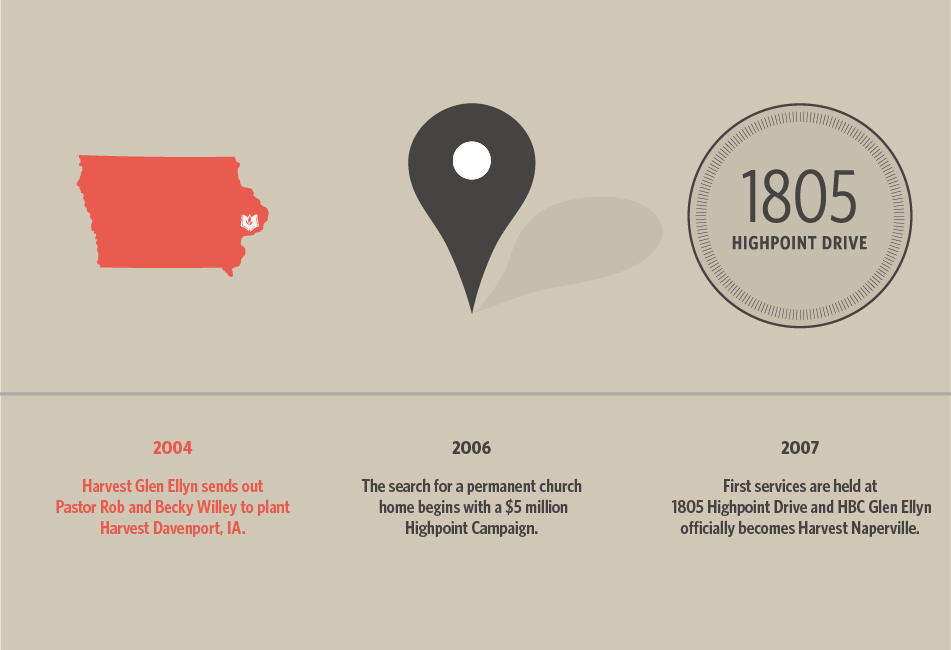 1805
HIGHPOINT DRIVE
2004
Harvest Glen Ellyn sends out
Pastor Rob and Becky Willey to plant
Harvest Davenport, IA.
2006
The search for a permanent church
home begins with a $5 million
Highpoint Campaign.
2007
First services are held at
1805 Highpoint Drive and HBC Glen Ellyn
officially becomes Harvest Naperville.